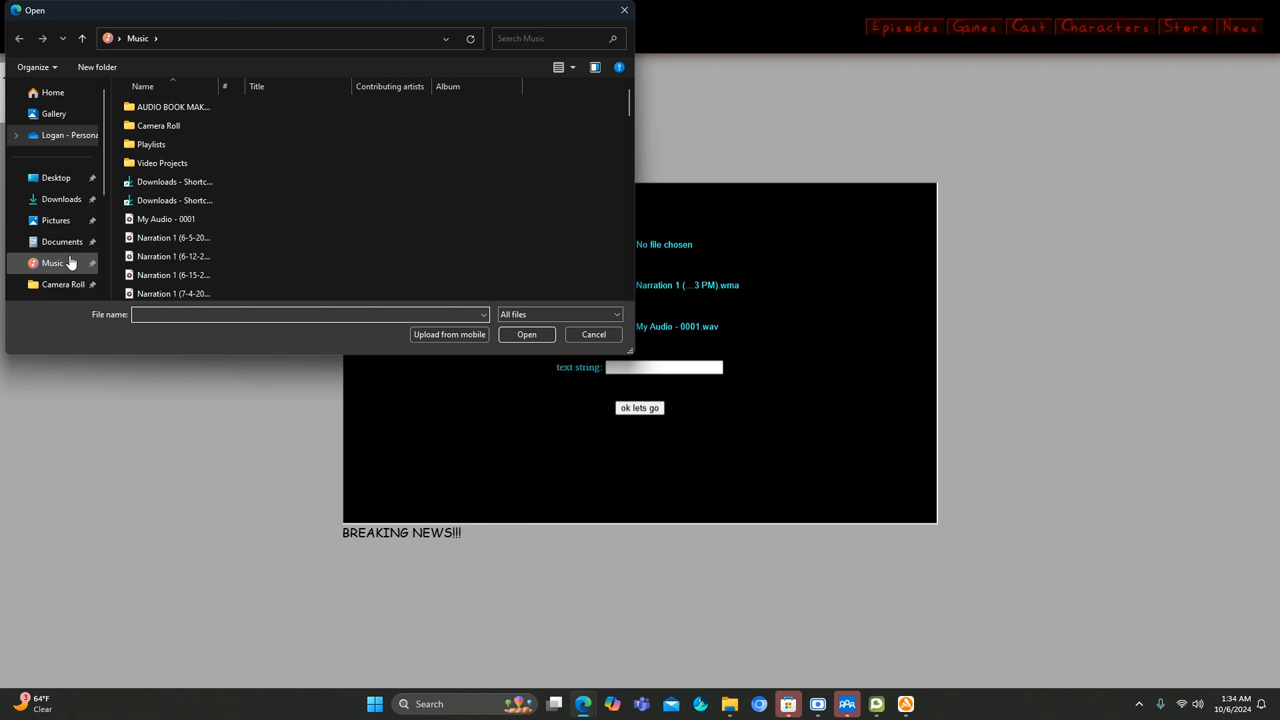 Open
Episodes Games Cast Characters Store News
Music
Search Music
Organize New folder
Home
Gallery
Logan - Persona
Desktop
Downloads
Pictures
Documents
Music
Camera Roll
Name # Title Contributing artists Album
AUDIO BOOK MAK...
Camera Roll
Playlists
Video Projects
Downloads - Shortc...
Downloads - Shortc...
My Audio - 0001
Narration 1 (6-5-20...
Narration 1 (6-12-2...
Narration 1 (6-15-2...
Narration 1 (7-4-20...
File name: All files
Upload from mobile Open Cancel
No file chosen
Narration 1 (...3 PM).wma
My Audio - 0001.wav
text string:
ok lets go
BREAKING NEWS!!!
3 64°F
Clear
Search
1:34 AM
10/6/2024